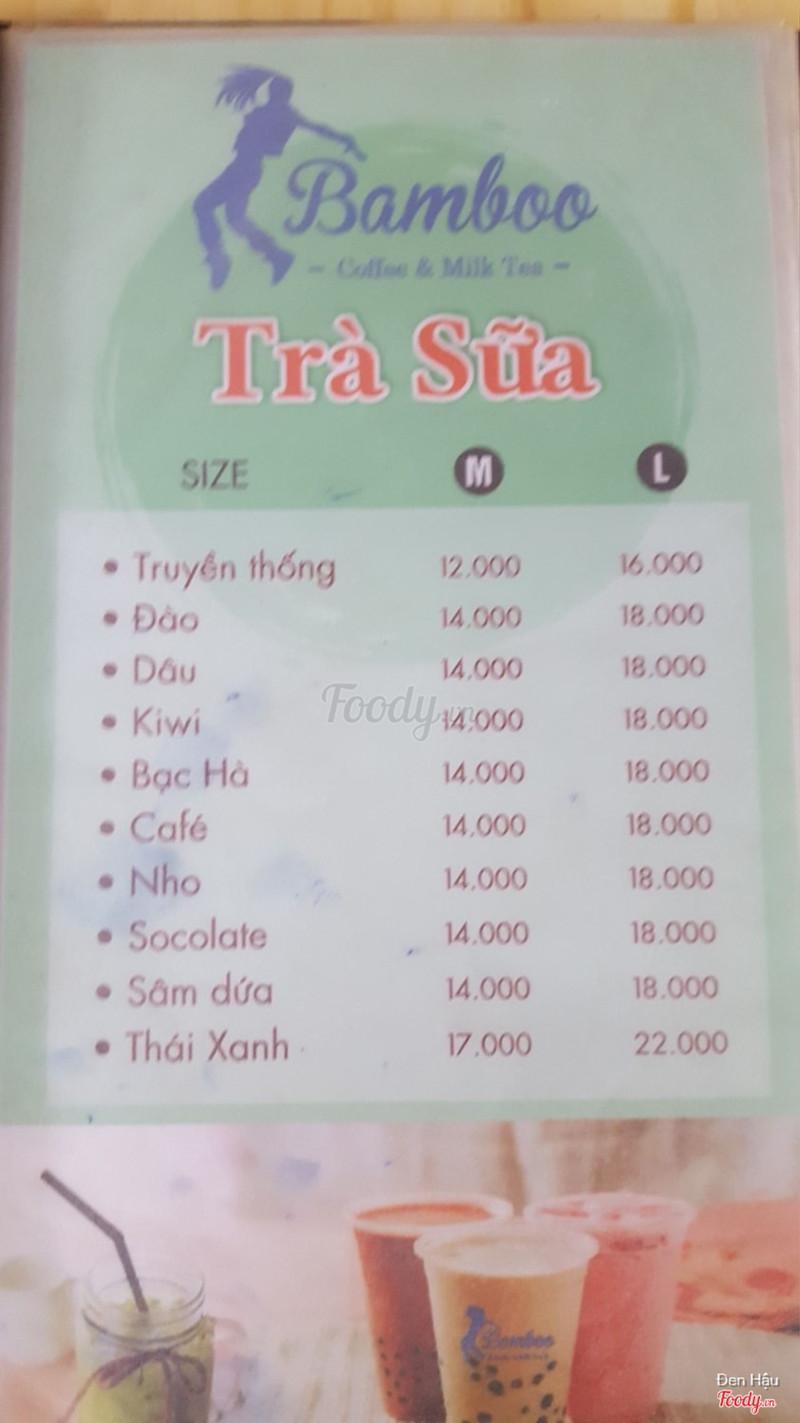 Bamboo
- Coffee & Milk Tea -
Trà Sữa
SIZE M L
• Truyền thống 12.000 16.000
• Đào 14.000 18.000
• Dâu 14.000 18.000
Foody.vn
• Kiwi 14.000 18.000
• Bạc Hà 14.000 18.000
• Café 14.000 18.000
• Nho 14.000 18.000
• Socolate 14.000 18.000
• Sâm dứa 14.000 18.000
• Thái Xanh 17.000 22.000
Bamboo
Đen Hậu
Foody.vn